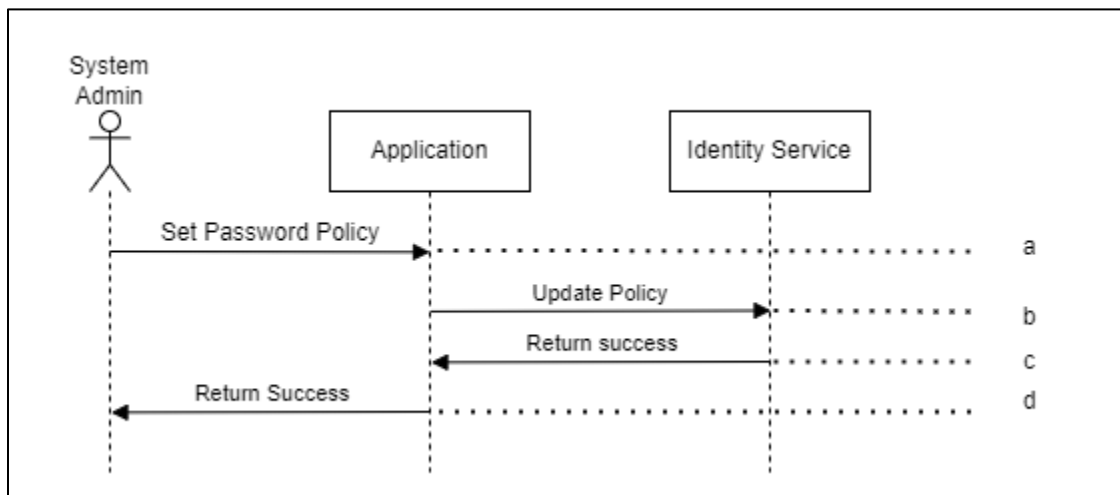 System
Admin
Application
Identity Service
Set Password Policy
a
Update Policy
b
Return success
c
Return Success
d